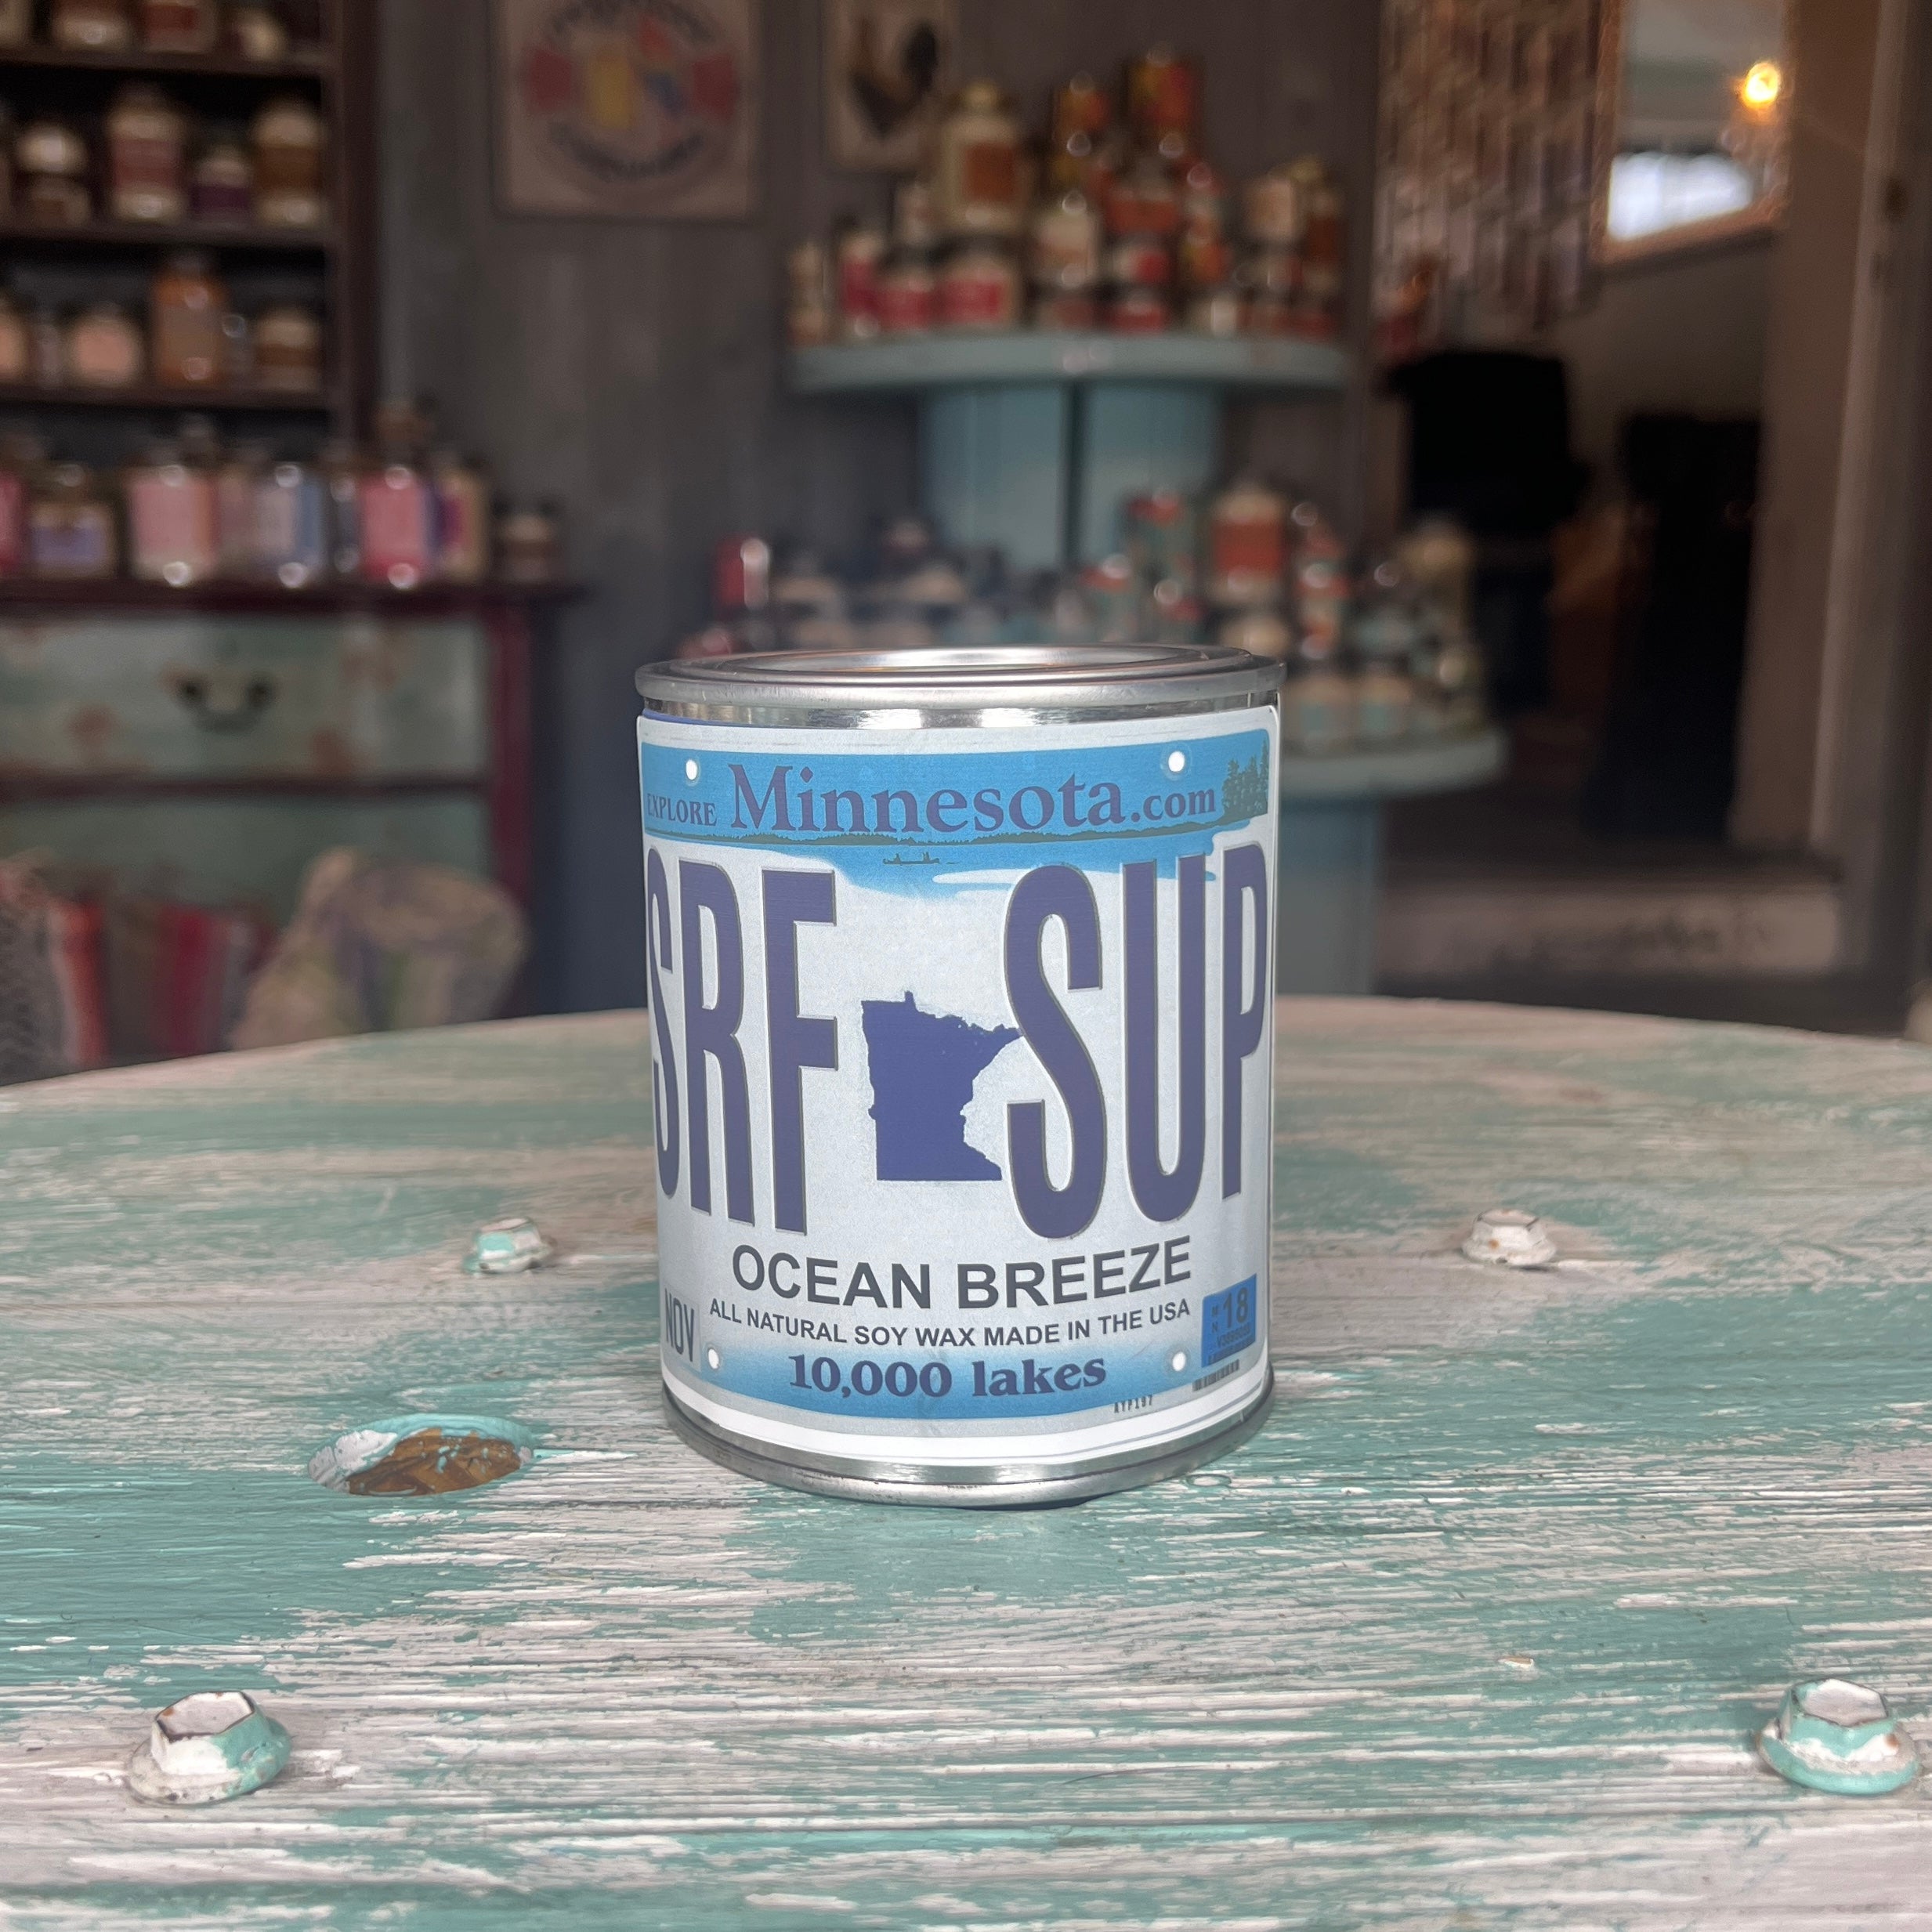 EXPLORE Minnesota.com
SRF SUP
OCEAN BREEZE
ALL NATURAL SOY WAX MADE IN THE USA
NOV
18
10,000 lakes